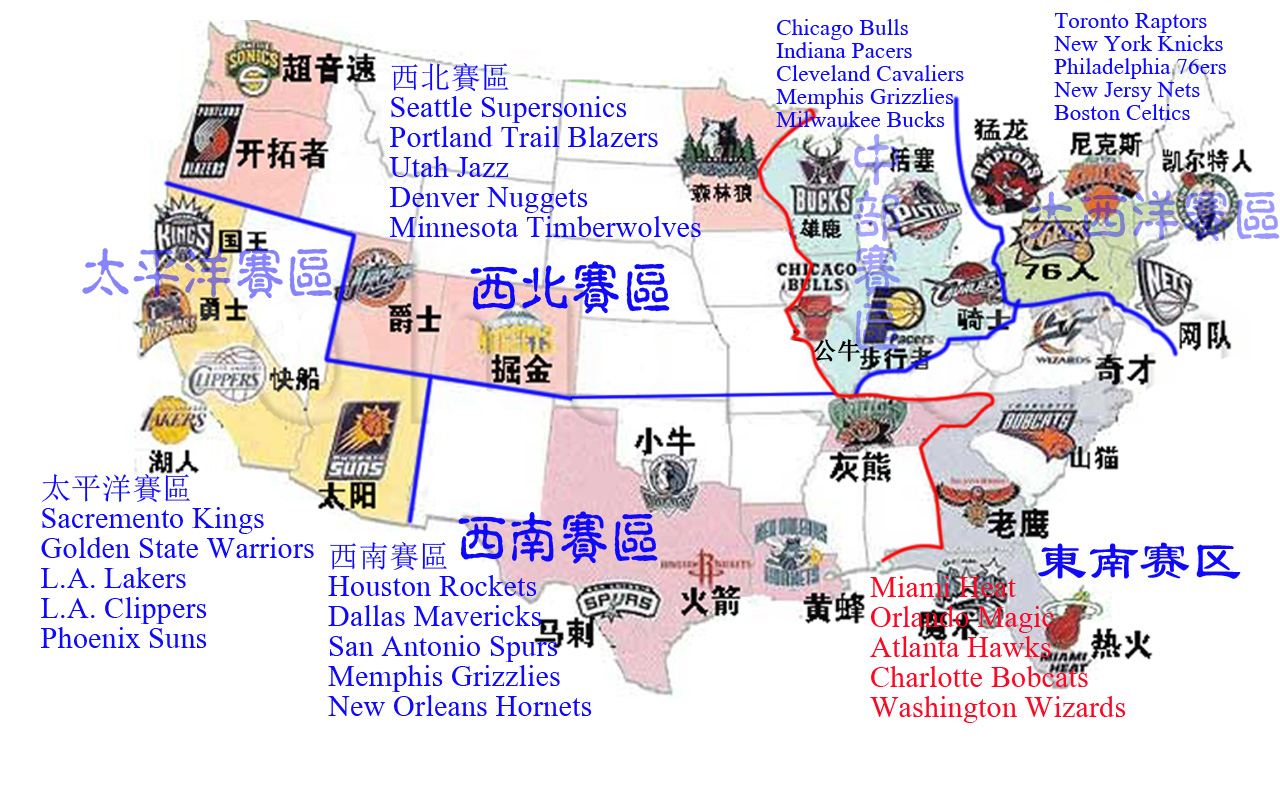 Chicago Bulls
Indiana Pacers
Cleveland Cavaliers
Memphis Grizzlies
Milwaukee Bucks
Toronto Raptors
New York Knicks
Philadelphia 76ers
New Jersy Nets
Boston Celtics
SONICS
超音速
西北賽區
Seattle Supersonics
Portland Trail Blazers
Utah Jazz
Denver Nuggets
Minnesota Timberwolves
PORTLAND
BLAZERS
开拓者
森林狼
BUCKS
雄鹿
活塞
PISTONS
中部賽區
猛龙
RAPTORS
尼克斯
凯尔特人
大西洋賽區
76人
KINGS
国王
太平洋賽區
勇士
WARRIORS
爵士
西北賽區
掘金
CHICAGO
BULLS
公牛
Pacers
步行者
骑士
NETS
网队
WIZARDS
奇才
CLIPPERS
快船
LAKERS
湖人
SUNS
太阳
小牛
灰熊
CHARLOTTE
BOBCATS
山猫
老鹰
東南赛区
太平洋賽區
Sacremento Kings
Golden State Warriors
L.A. Lakers
L.A. Clippers
Phoenix Suns
西南賽區
西南賽區
Houston Rockets
Dallas Mavericks
San Antonio Spurs
Memphis Grizzlies
New Orleans Hornets
SPURS
马刺
ROCKETS
火箭
NEW ORLEANS
HORNETS
黄蜂
Miami Heat
Orlando Magic
Atlanta Hawks
Charlotte Bobcats
Washington Wizards
魔术
MIAMI
HEAT
热火